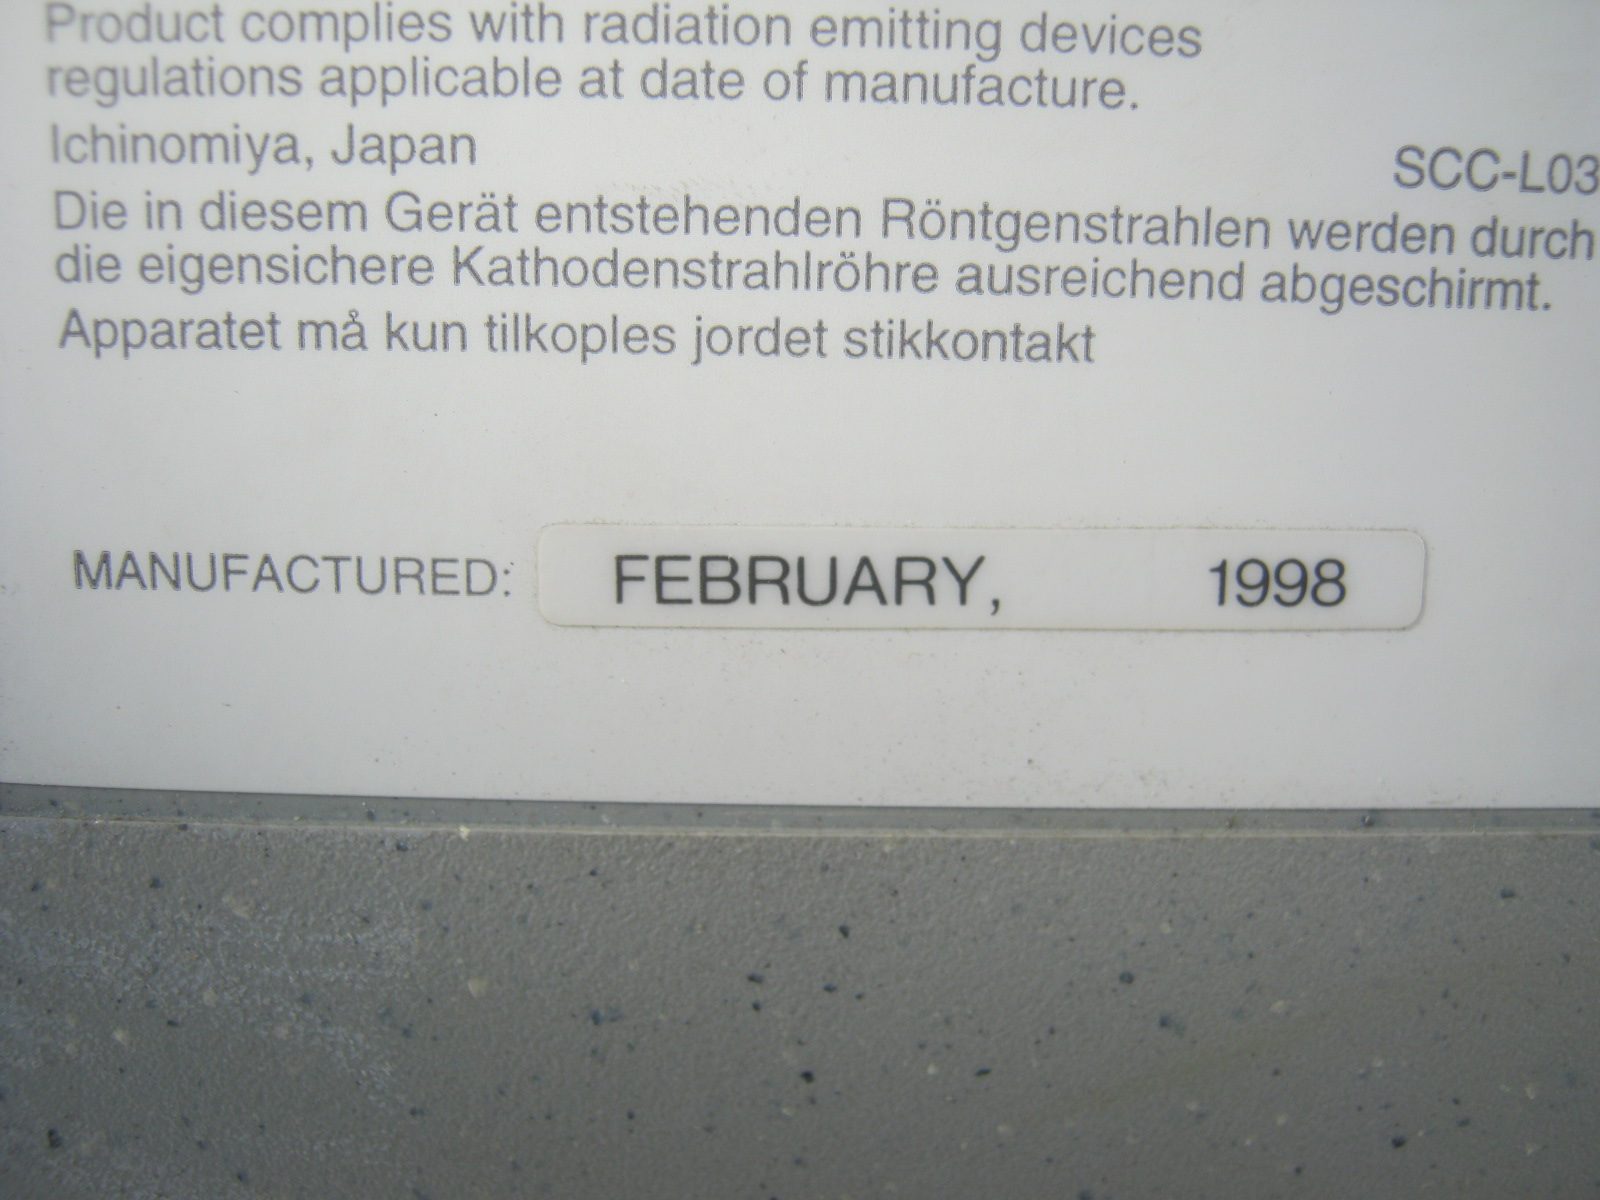 Product complies with radiation emitting devices
regulations applicable at date of manufacture.
Ichinomiya, Japan SCC-L03
Die in diesem Gerät entstehenden Röntgenstrahlen werden durch
die eigensichere Kathodenstrahlröhre ausreichend abgeschirmt.
Apparatet må kun tilkoples jordet stikkontakt
MANUFACTURED: FEBRUARY, 1998